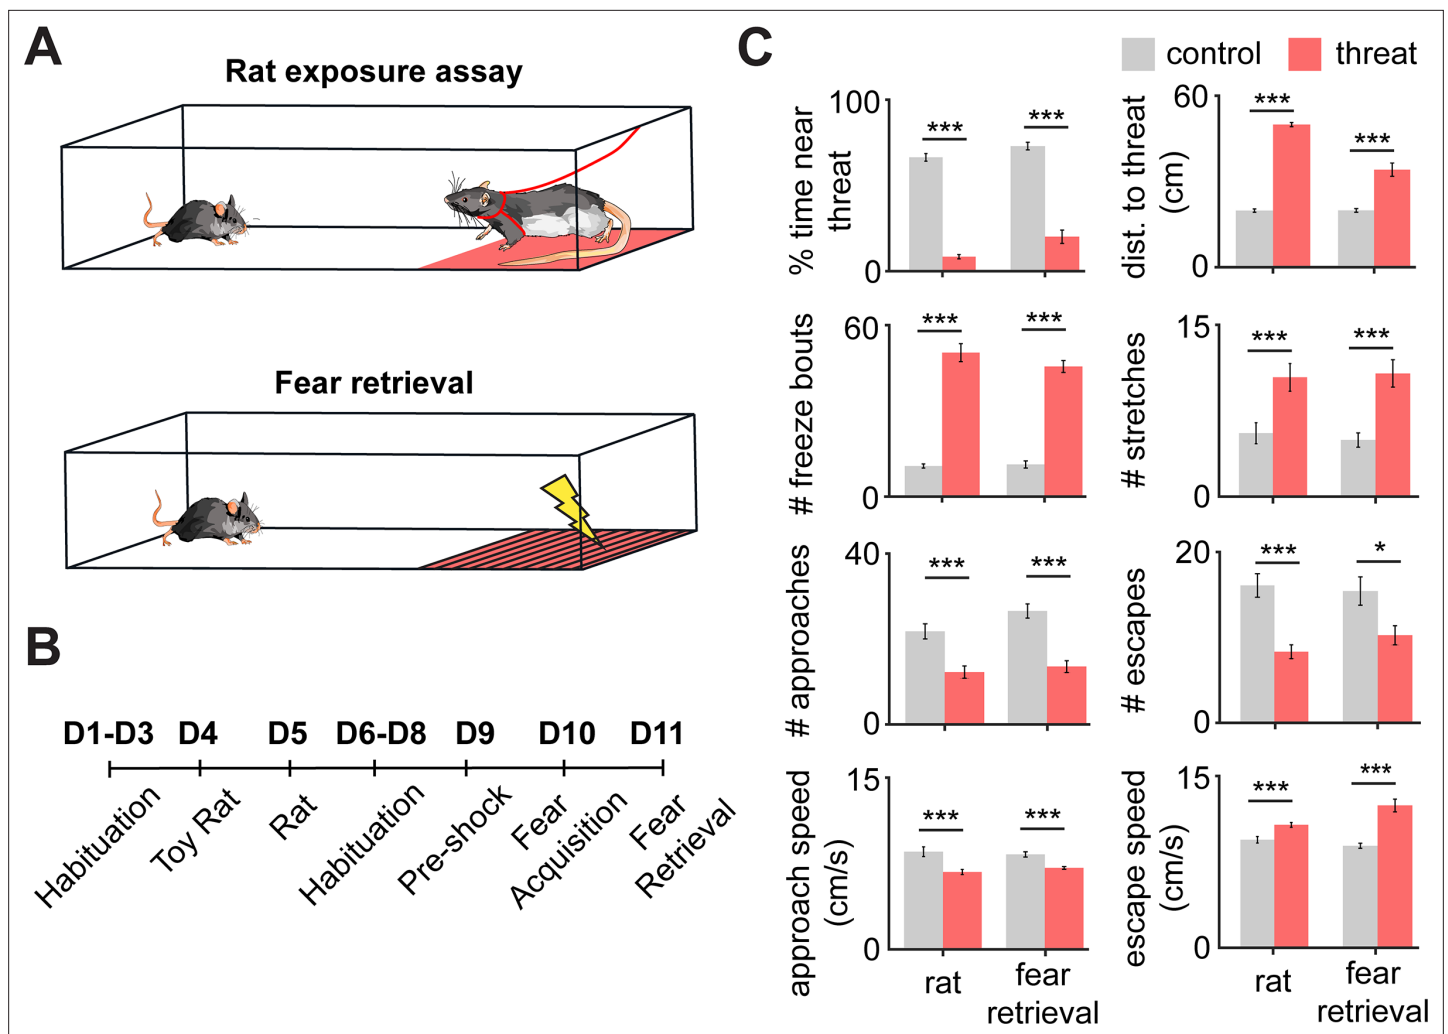 A
Rat exposure assay
Fear retrieval
B
D1-D3 D4 D5 D6-D8 D9 D10 D11
Habituation
Toy Rat
Rat
Habituation
Pre-shock
Fear
Acquisition
Fear
Retrieval
C
control threat
% time near
threat
100
0
*** ***
dist. to threat
(cm)
60
0
*** ***
# freeze bouts
60
0
*** ***
# stretches
15
0
*** ***
# approaches
40
0
*** ***
# escapes
20
0
*** *
approach speed
(cm/s)
15
0
*** ***
rat fear
retrieval
escape speed
(cm/s)
15
0
*** ***
rat fear
retrieval